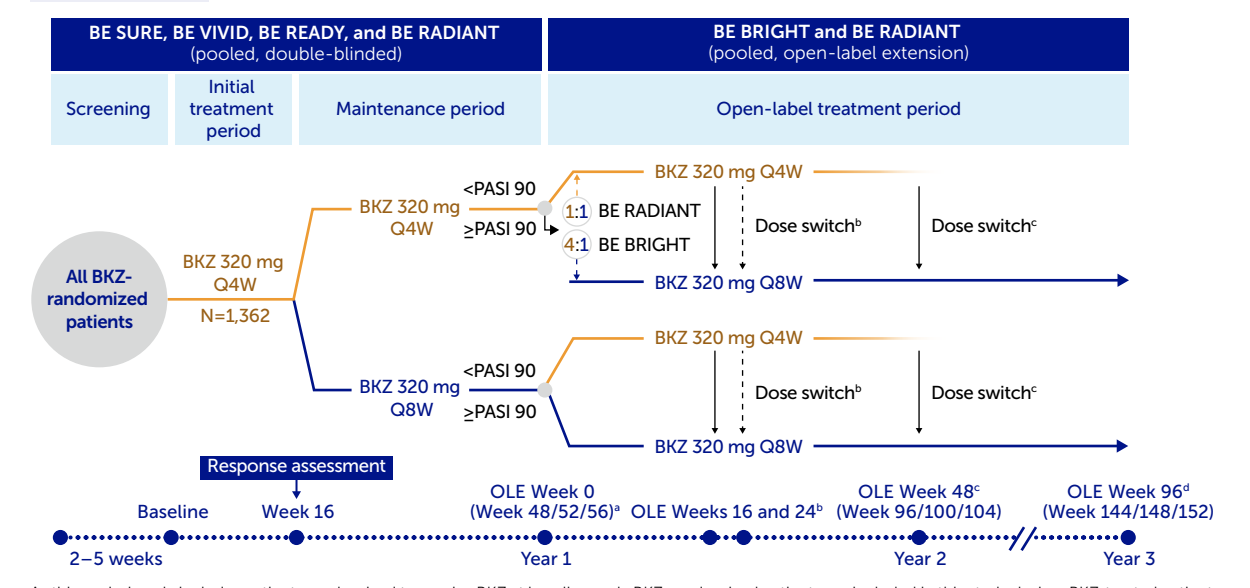 BE SURE, BE VIVID, BE READY, and BE RADIANT
(pooled, double-blinded)
BE BRIGHT and BE RADIANT
(pooled, open-label extension)
Screening
Initial
treatment
period
Maintenance period
Open-label treatment period
All BKZ-
randomized
patients
BKZ 320 mg
Q4W
N=1,362
BKZ 320 mg
Q4W
<PASI 90
≥PASI 90
1:1 BE RADIANT
4:1 BE BRIGHT
BKZ 320 mg Q4W
Dose switchᵇ
Dose switchᶜ
BKZ 320 mg Q8W
BKZ 320 mg
Q8W
<PASI 90
≥PASI 90
BKZ 320 mg Q4W
Dose switchᵇ
Dose switchᶜ
BKZ 320 mg Q8W
Response assessment
Baseline
Week 16
OLE Week 0
(Week 48/52/56)ᵃ
OLE Weeks 16 and 24ᵇ
OLE Week 48ᶜ
(Week 96/100/104)
OLE Week 96ᵈ
(Week 144/148/152)
2–5 weeks
Year 1
Year 2
Year 3